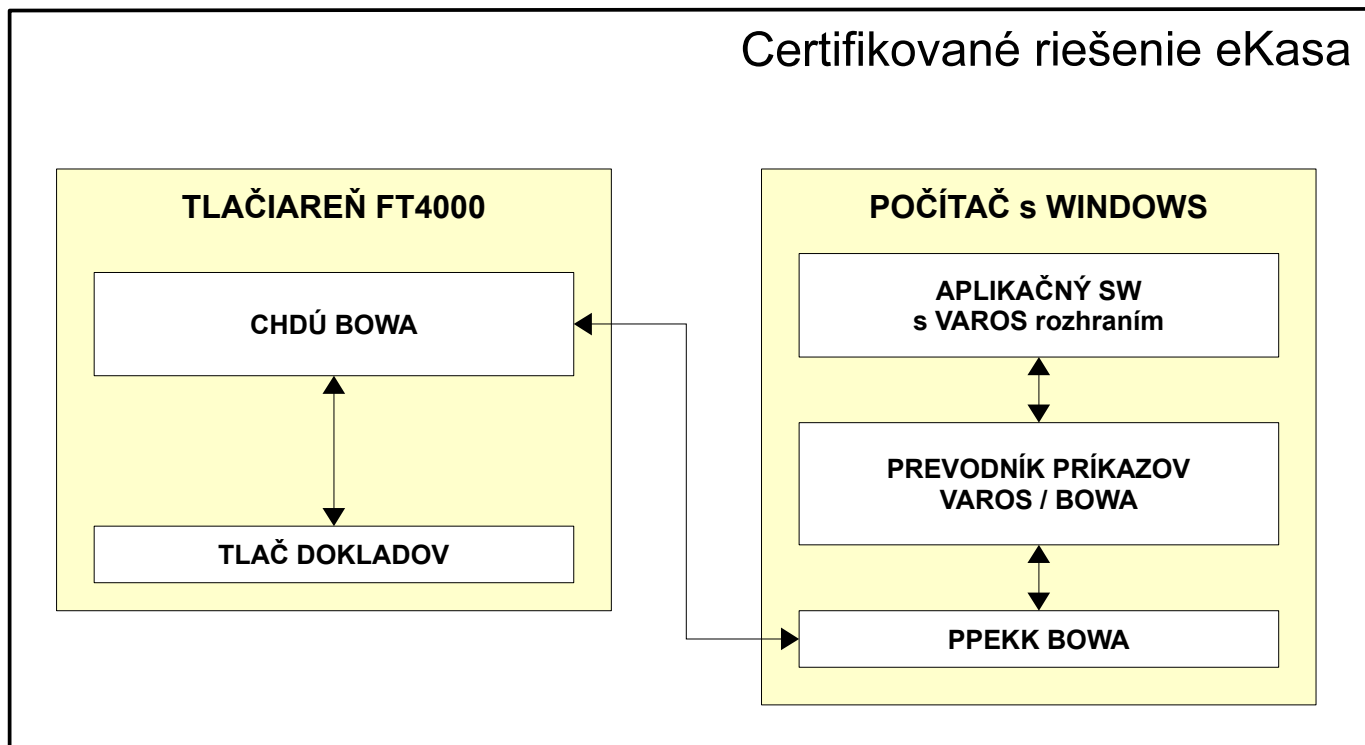 Certifikované riešenie eKasa
TLAČIAREŇ FT4000
CHDÚ BOWA
TLAČ DOKLADOV
POČÍTAČ s WINDOWS
APLIKAČNÝ SW
s VAROS rozhraním
PREVODNÍK PRÍKAZOV
VAROS / BOWA
PPEKK BOWA